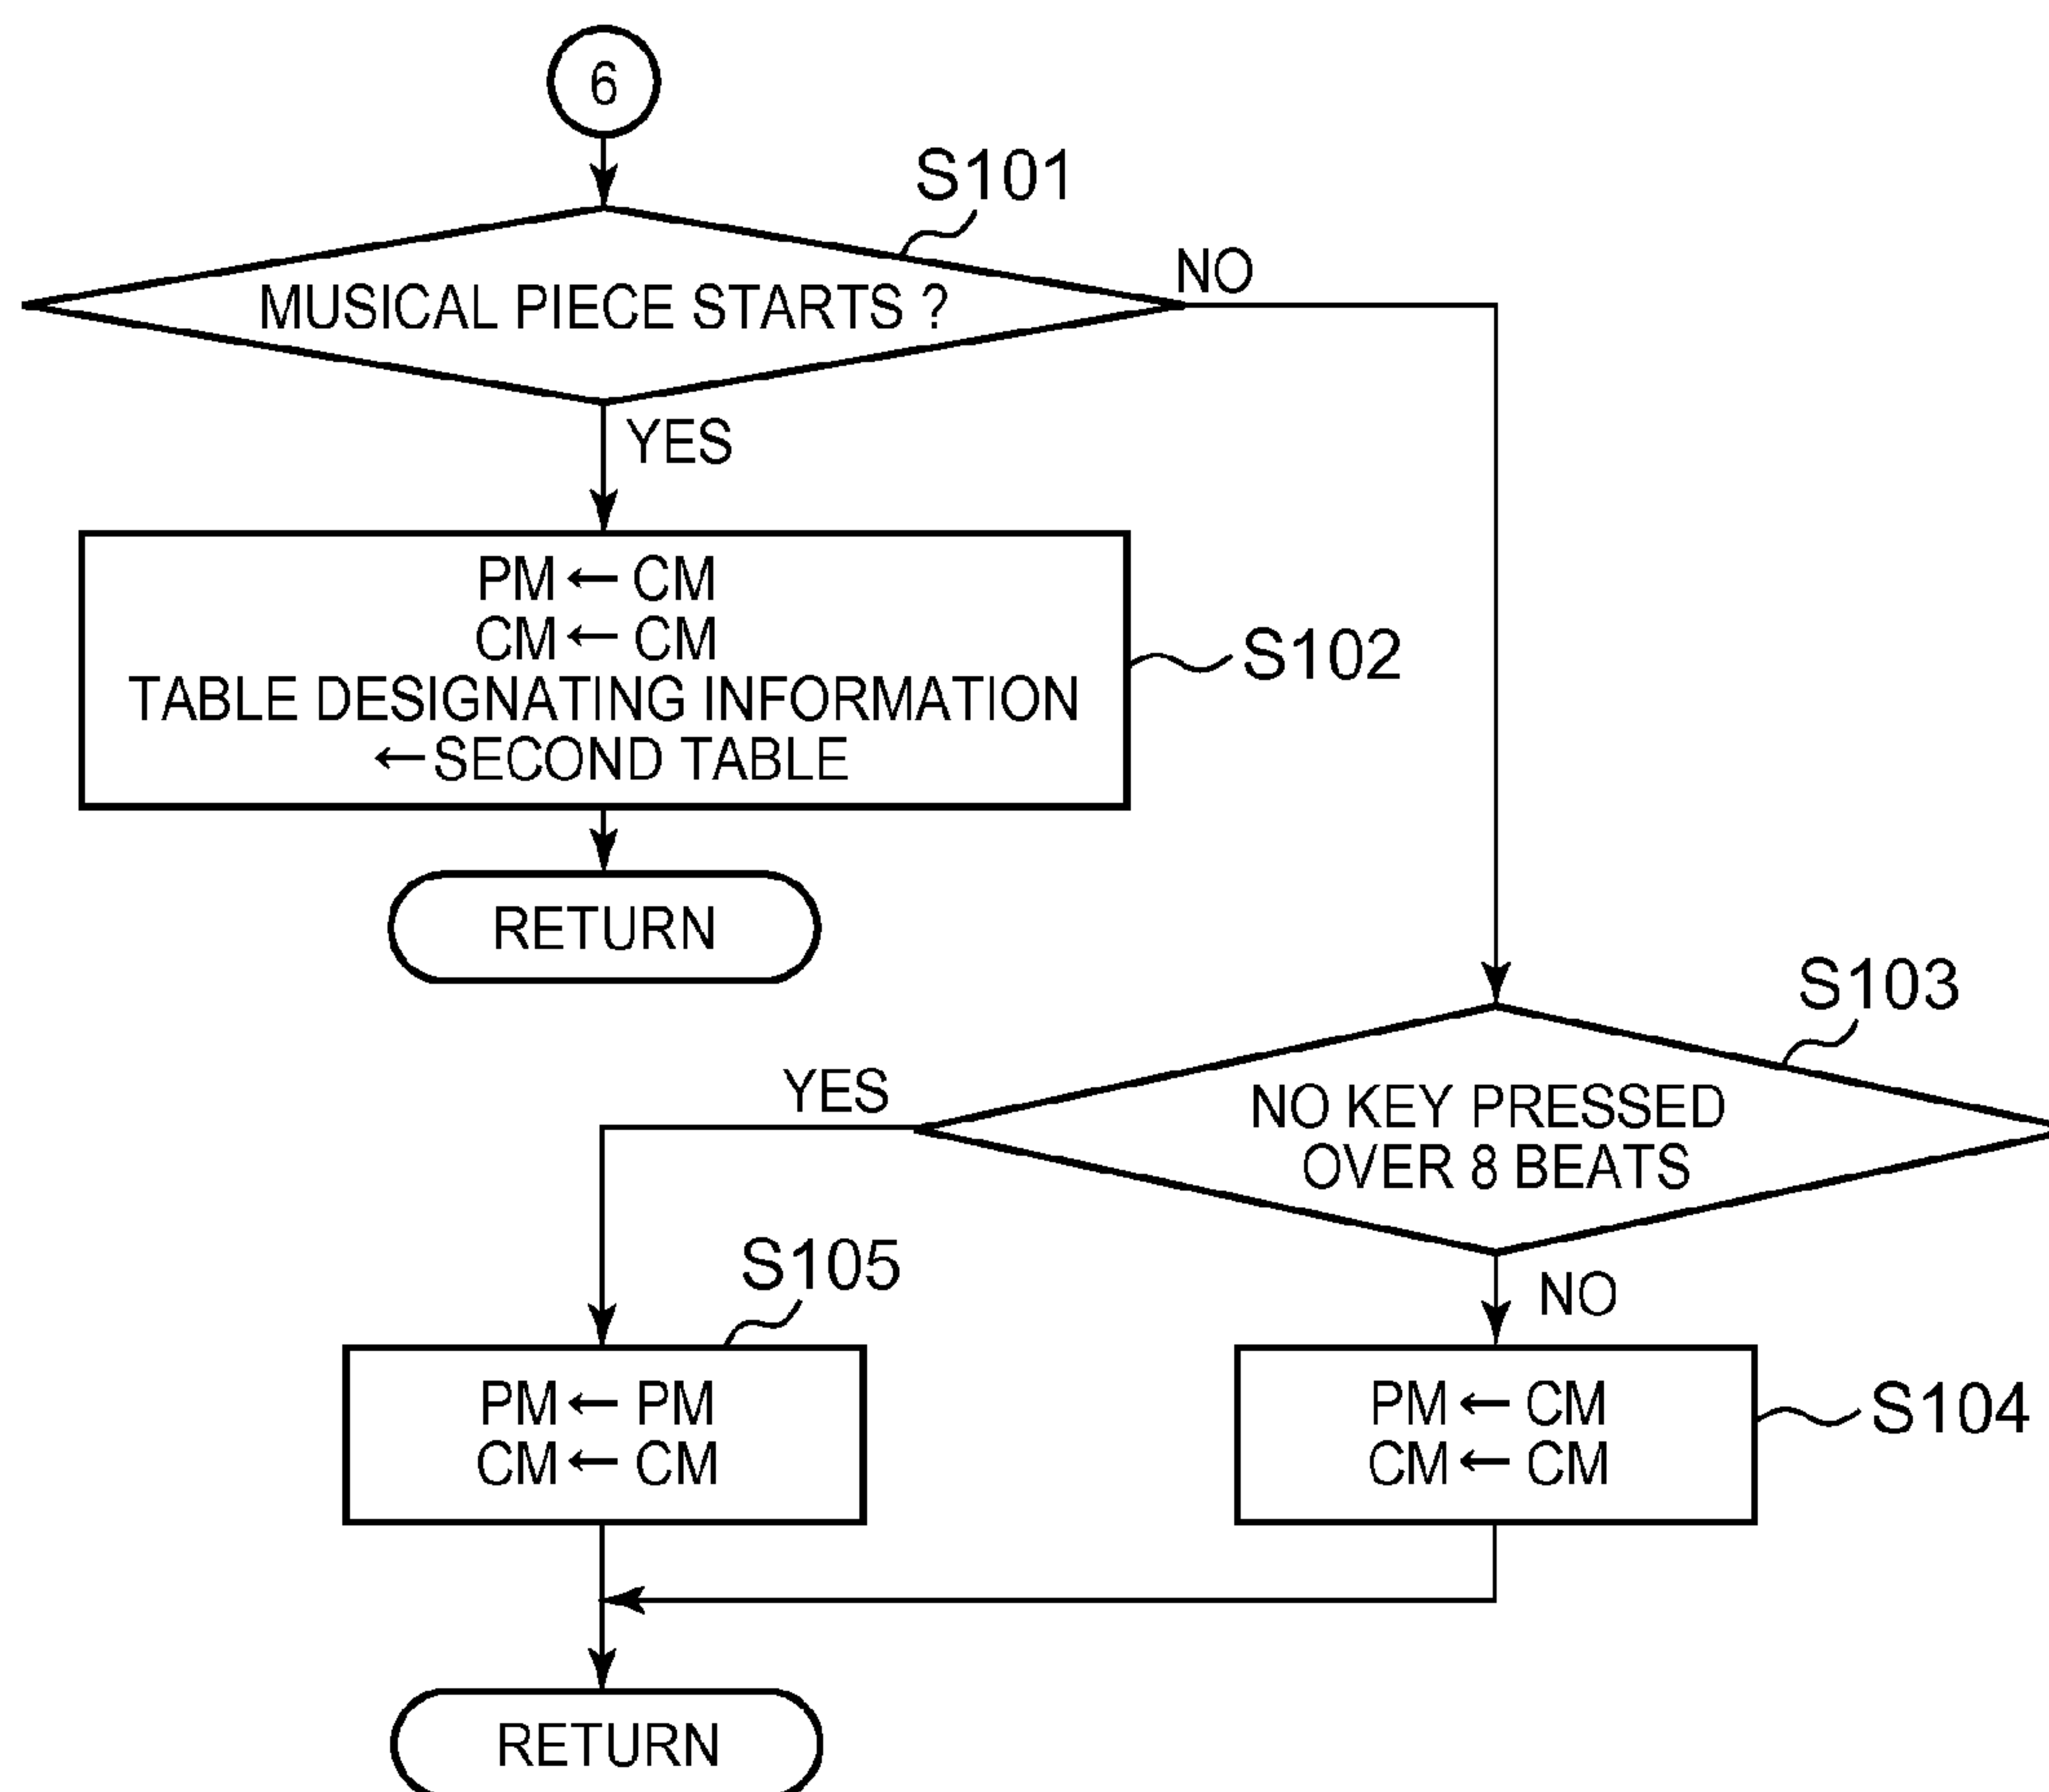 6
S101
MUSICAL PIECE STARTS ?
NO
YES
PM ← CM
CM ← CM
TABLE DESIGNATING INFORMATION
←SECOND TABLE
S102
RETURN
S103
YES
NO KEY PRESSED
OVER 8 BEATS
NO
S105
PM ← PM
CM ← CM
PM ← CM
CM ← CM
S104
RETURN